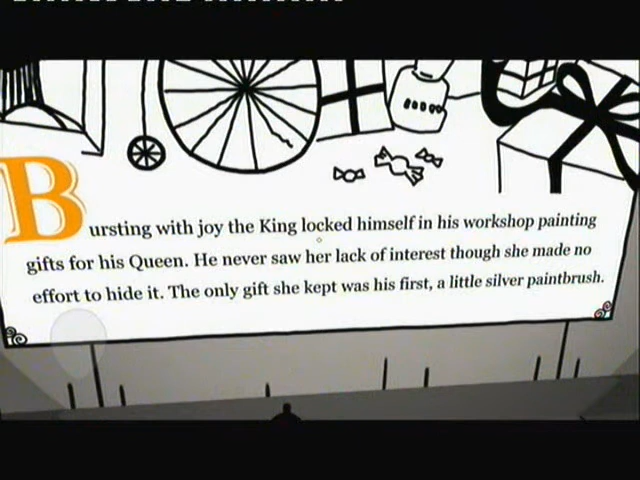 Bursting with joy the King locked himself in his workshop painting
gifts for his Queen. He never saw her lack of interest though she made no
effort to hide it. The only gift she kept was his first, a little silver paintbrush.